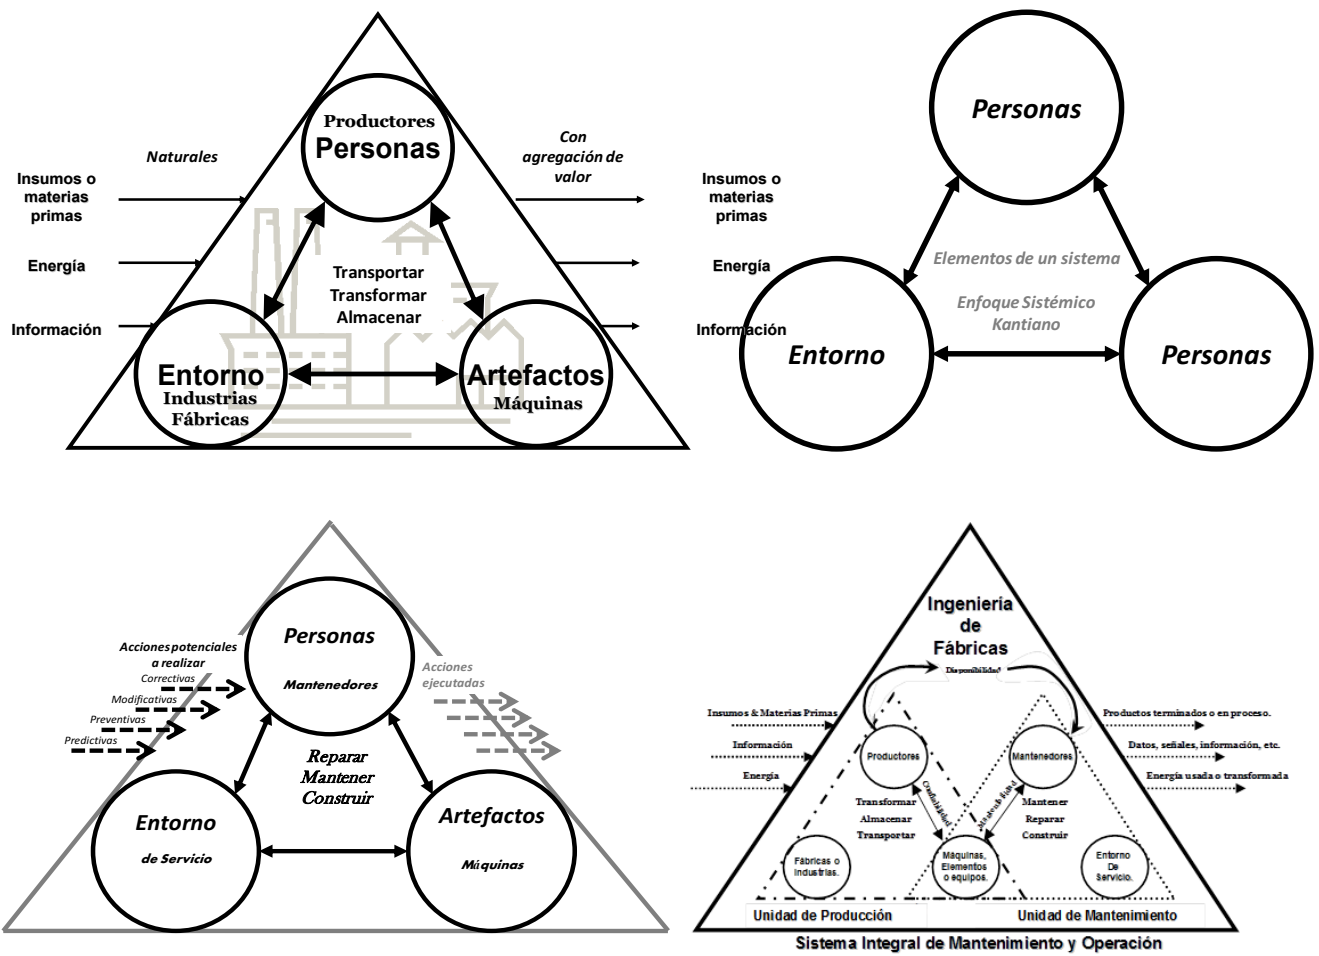 Productores
Personas
Naturales
Con
agregación de
valor
Insumos o
materias
primas
Energía
Información
Transportar
Transformar
Almacenar
Entorno
Industrias
Fábricas
Artefactos
Máquinas
Personas
Insumos o
materias
primas
Energía
Información
Elementos de un sistema
Enfoque Sistémico
Kantiano
Entorno
Personas
Personas
Mantenedores
Acciones potenciales
a realizar
Correctivas
Modificativas
Preventivas
Predictivas
Acciones
ejecutadas
Reparar
Mantener
Construir
Entorno
de Servicio
Artefactos
Máquinas
Ingeniería
de
Fábricas
Disponibilidad
Insumos & Materias Primas
Información
Energía
Productos terminados o en proceso.
Datos, señales, información, etc.
Energía usada o transformada
Productores
Mantenedores
Confiabilidad
Mantenibilidad
Transformar
Almacenar
Transportar
Mantener
Reparar
Construir
Fábricas o
Industrias.
Máquinas,
Elementos
o equipos.
Entorno
De
Servicio.
Unidad de Producción
Unidad de Mantenimiento
Sistema Integral de Mantenimiento y Operación